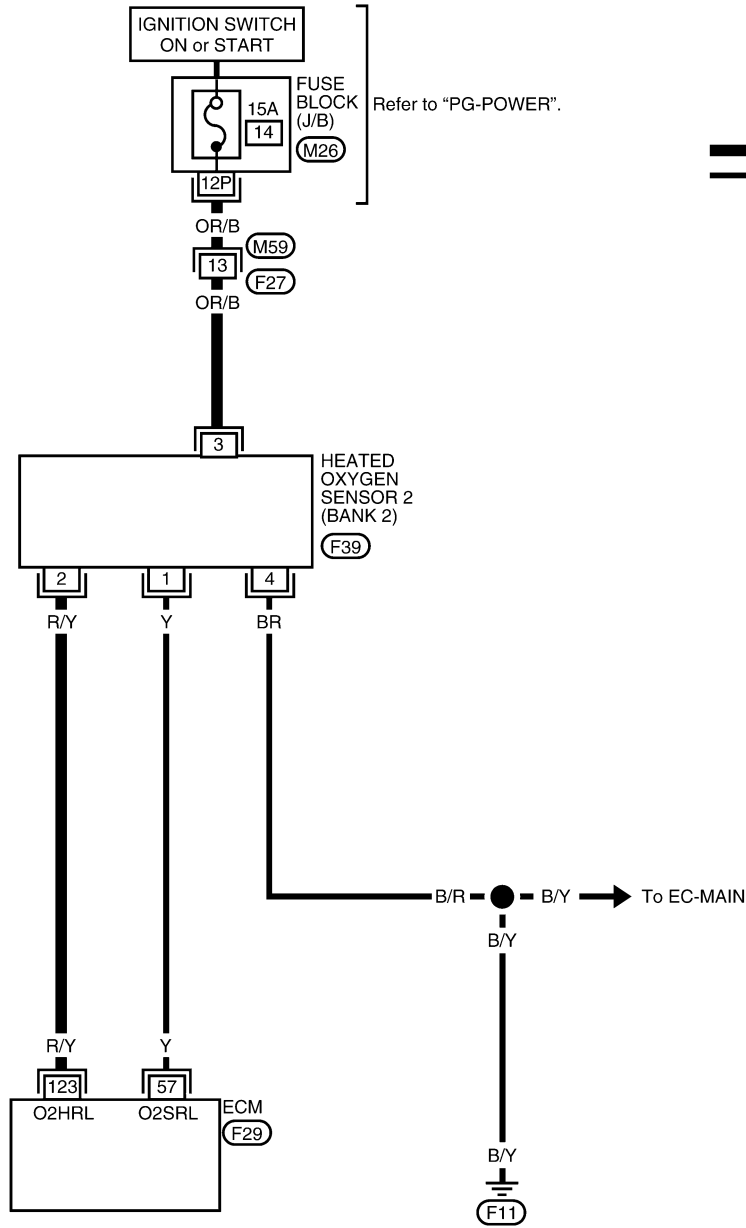 IGNITION SWITCH
ON or START
FUSE
BLOCK
(J/B)
15A
14
M26
Refer to “PG-POWER”.
12P
OR/B
M59
13
F27
OR/B
3
HEATED
OXYGEN
SENSOR 2
(BANK 2)
F39
2
1
4
R/Y
Y
BR
B/R
B/Y
To EC-MAIN
B/Y
R/Y
Y
123
57
O2HRL
O2SRL
ECM
F29
B/Y
F11